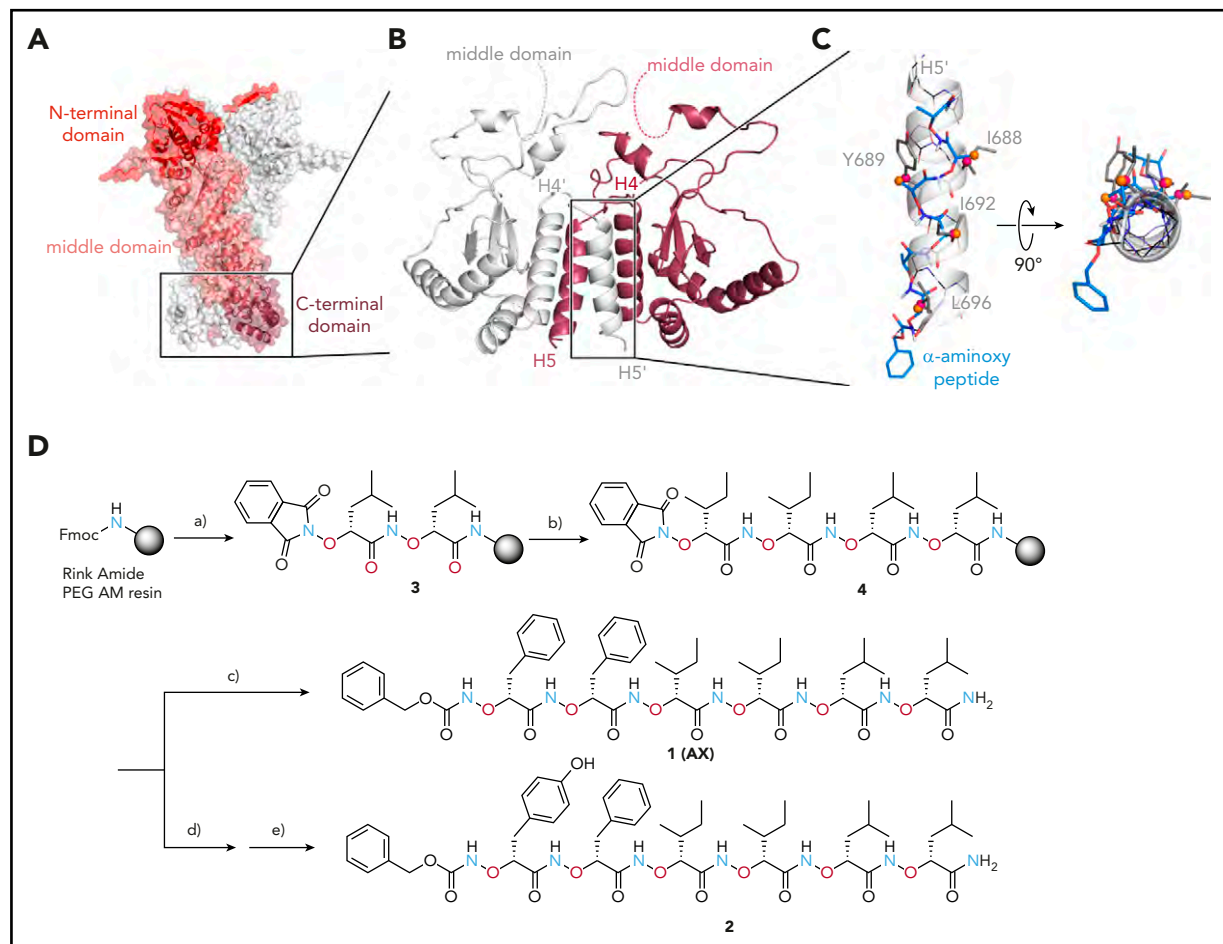 A
N-terminal
domain
middle domain
C-terminal
domain
B
middle domain
middle domain
H4'
H4
H5
H5'
C
H5'
I688
Y689
I692
90°
L696
α-aminoxy
peptide
D
Fmoc
H
N
Rink Amide
PEG AM resin
a)
O
N
O
O
O
H
N
O
O
H
N
3
b)
O
N
O
O
O
H
N
O
O
H
N
O
O
H
N
O
O
H
N
4
c)
O
O
H
N
O
O
H
N
O
O
H
N
O
O
H
N
O
O
H
N
O
O
H
N
O
O
NH2
1 (AX)
d)
e)
OH
O
O
H
N
O
O
H
N
O
O
H
N
O
O
H
N
O
O
H
N
O
O
H
N
O
O
NH2
2